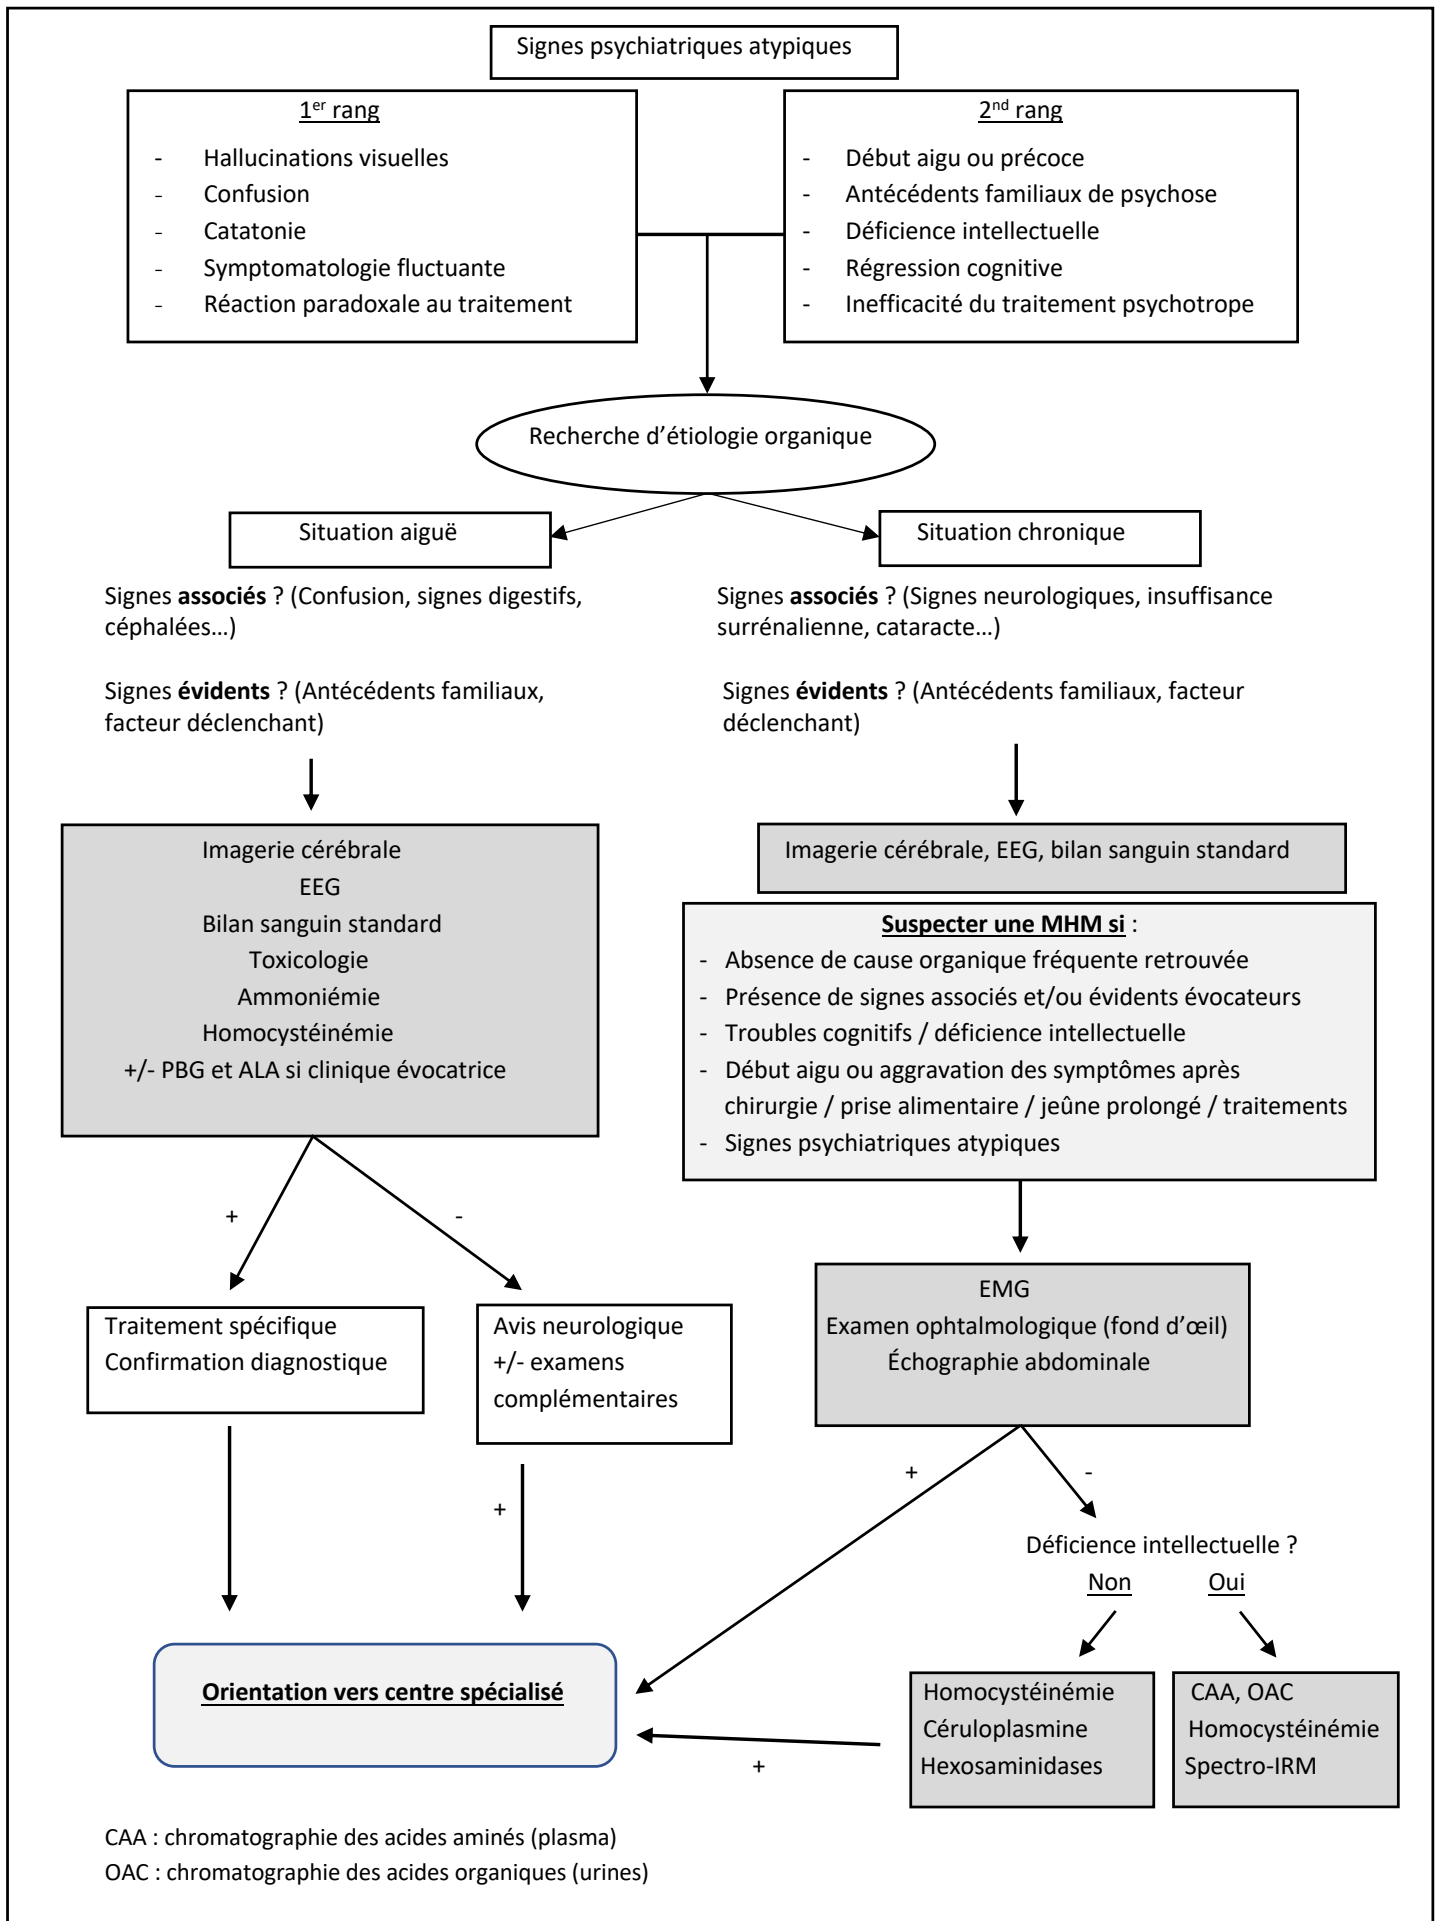 Signes psychiatriques atypiques
1er rang
- Hallucinations visuelles
- Confusion
- Catatonie
- Symptomatologie fluctuante
- Réaction paradoxale au traitement
2nd rang
- Début aigu ou précoce
- Antécédents familiaux de psychose
- Déficience intellectuelle
- Régression cognitive
- Inefficacité du traitement psychotrope
Recherche d'étiologie organique
Situation aiguë
Situation chronique
Signes associés ? (Confusion, signes digestifs,
céphalées…)
Signes évidents ? (Antécédents familiaux,
facteur déclenchant)
Signes associés ? (Signes neurologiques, insuffisance
surrénalienne, cataracte…)
Signes évidents ? (Antécédents familiaux, facteur
déclenchant)
Imagerie cérébrale
EEG
Bilan sanguin standard
Toxicologie
Ammoniémie
Homocystéinémie
+/- PBG et ALA si clinique évocatrice
Imagerie cérébrale, EEG, bilan sanguin standard
Suspecter une MHM si :
- Absence de cause organique fréquente retrouvée
- Présence de signes associés et/ou évidents évocateurs
- Troubles cognitifs / déficience intellectuelle
- Début aigu ou aggravation des symptômes après
chirurgie / prise alimentaire / jeûne prolongé / traitements
- Signes psychiatriques atypiques
+
-
Traitement spécifique
Confirmation diagnostique
Avis neurologique
+/- examens
complémentaires
EMG
Examen ophtalmologique (fond d'œil)
Échographie abdominale
+
+
-
Déficience intellectuelle ?
Non
Oui
Orientation vers centre spécialisé
Homocystéinémie
Céruloplasmine
Hexosaminidases
CAA, OAC
Homocystéinémie
Spectro-IRM
+
CAA : chromatographie des acides aminés (plasma)
OAC : chromatographie des acides organiques (urines)